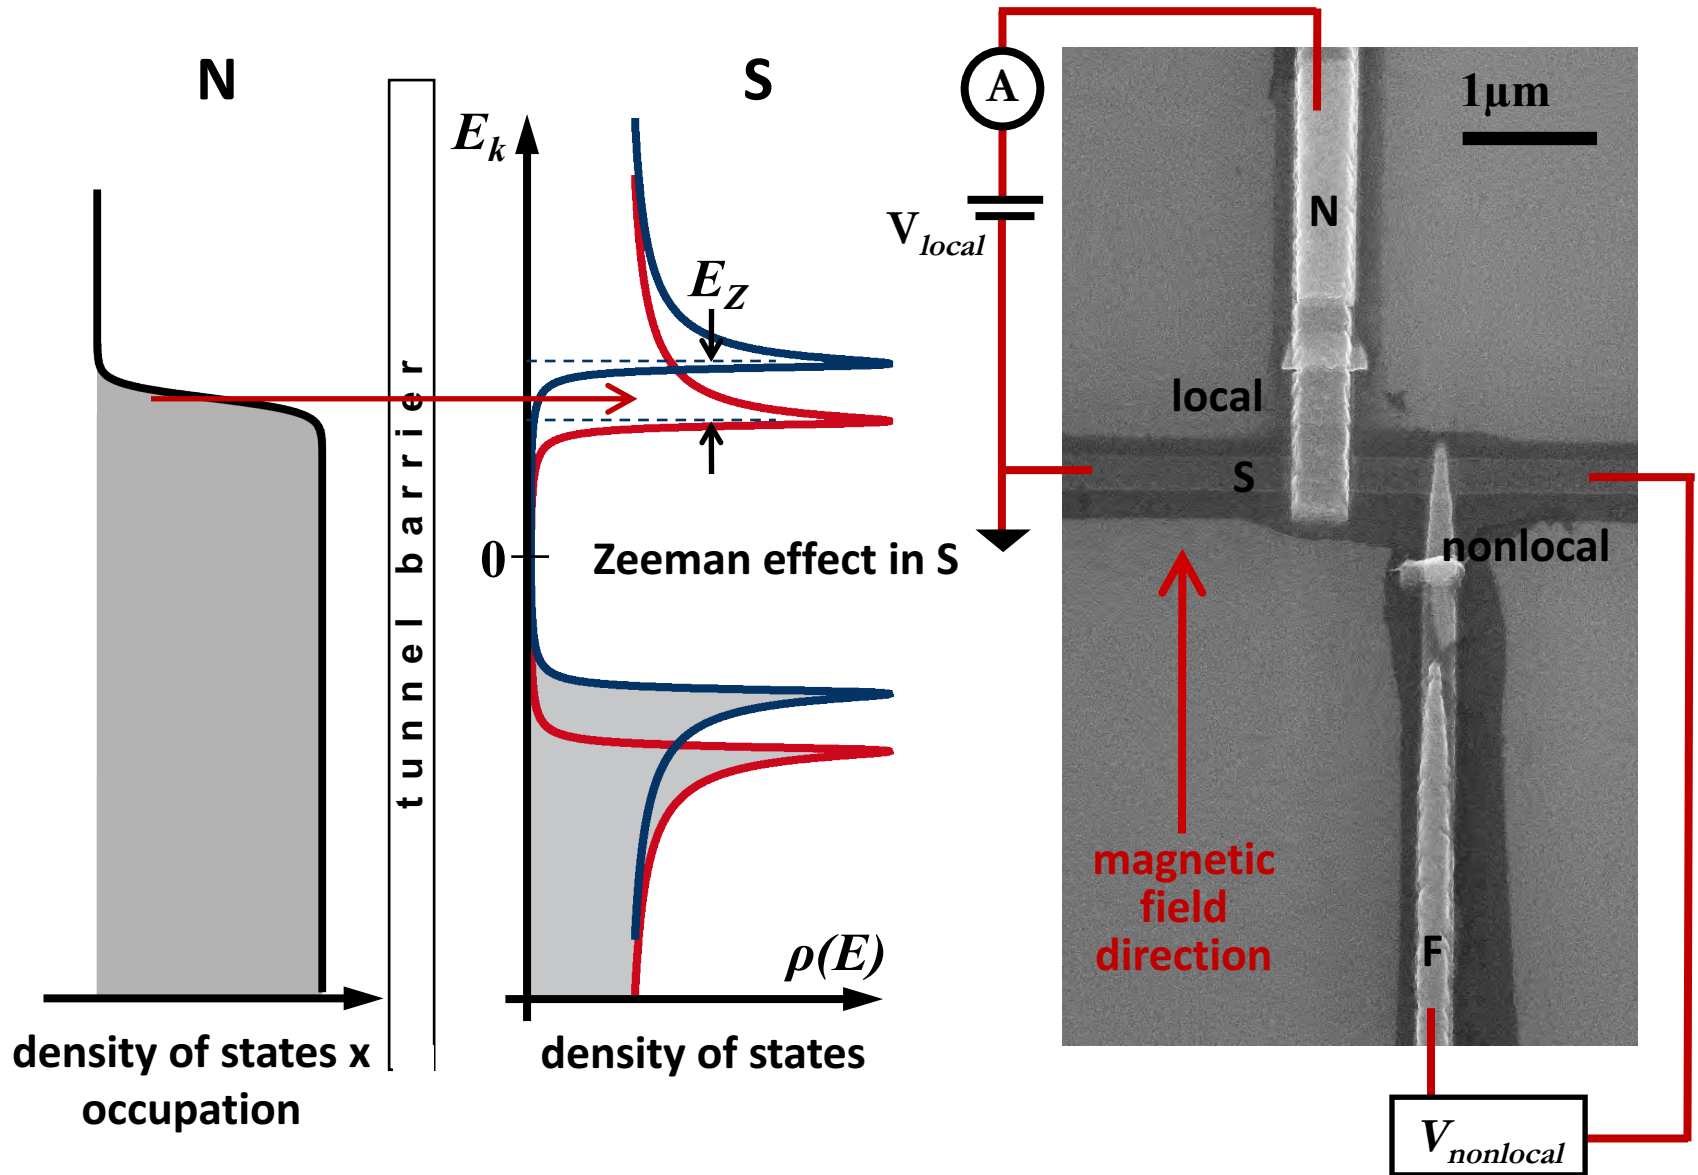 N
S
E_k
E_Z
0
Zeeman effect in S
tunnel barrier
ρ(E)
density of states x
occupation
density of states
A
V_local
1μm
N
local
S
nonlocal
magnetic
field
direction
F
V_nonlocal